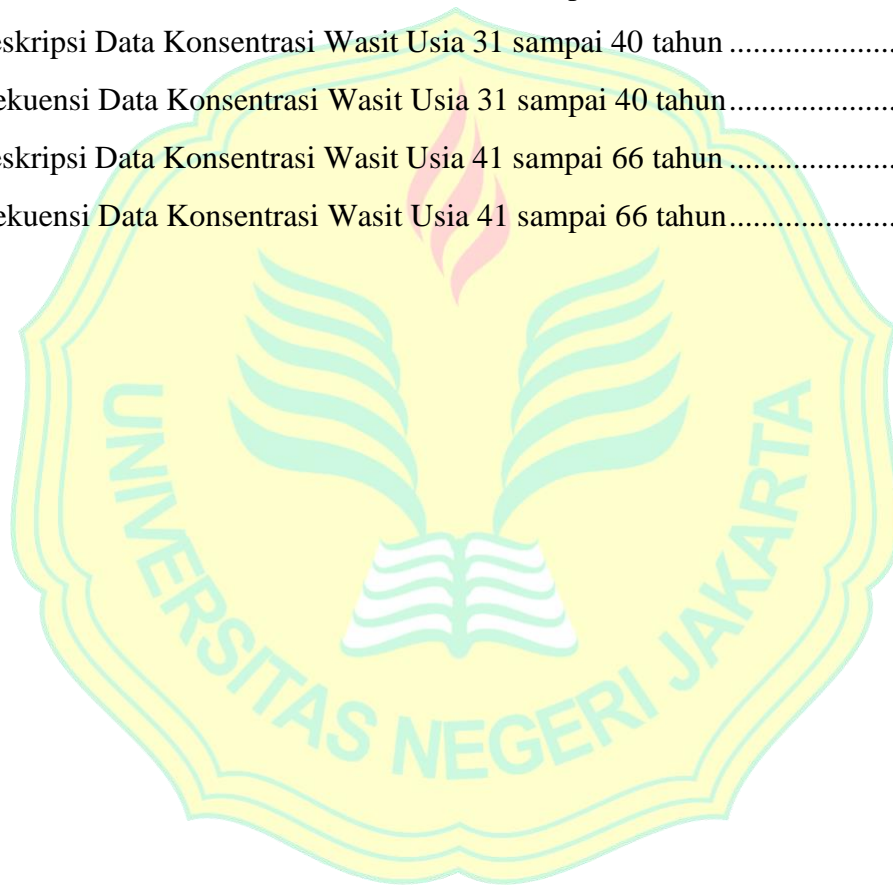 eskripsi Data Konsentrasi Wasit Usia 31 sampai 40 tahun ......................
ekuensi Data Konsentrasi Wasit Usia 31 sampai 40 tahun......................
eskripsi Data Konsentrasi Wasit Usia 41 sampai 66 tahun ......................
ekuensi Data Konsentrasi Wasit Usia 41 sampai 66 tahun......................
UNIVERSITAS NEGERI JAKARTA